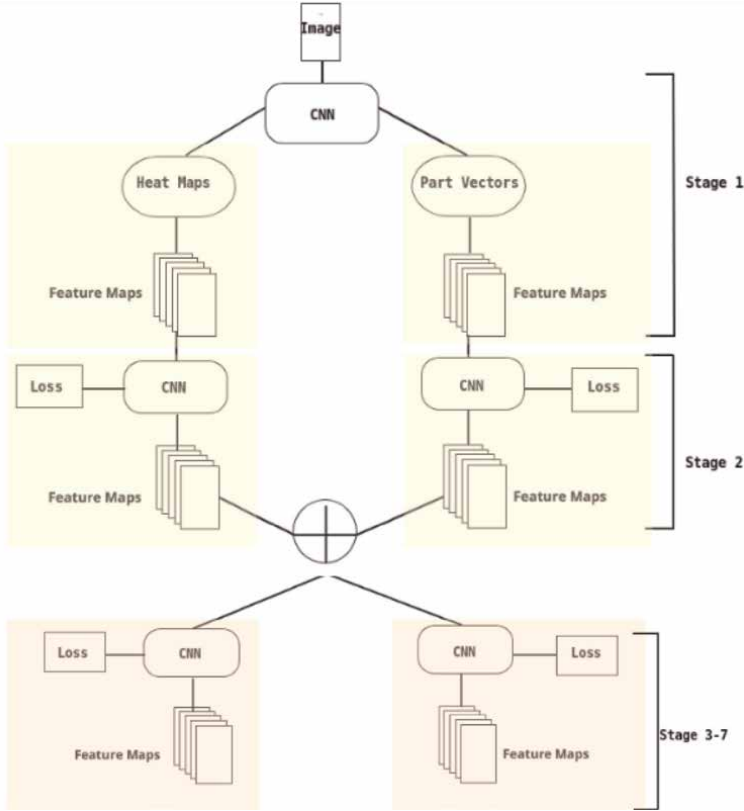 Image
CNN
Heat Maps
Part Vectors
Stage 1
Feature Maps
Feature Maps
Loss
CNN
CNN
Loss
Stage 2
Feature Maps
Feature Maps
Loss
CNN
CNN
Loss
Stage 3-7
Feature Maps
Feature Maps